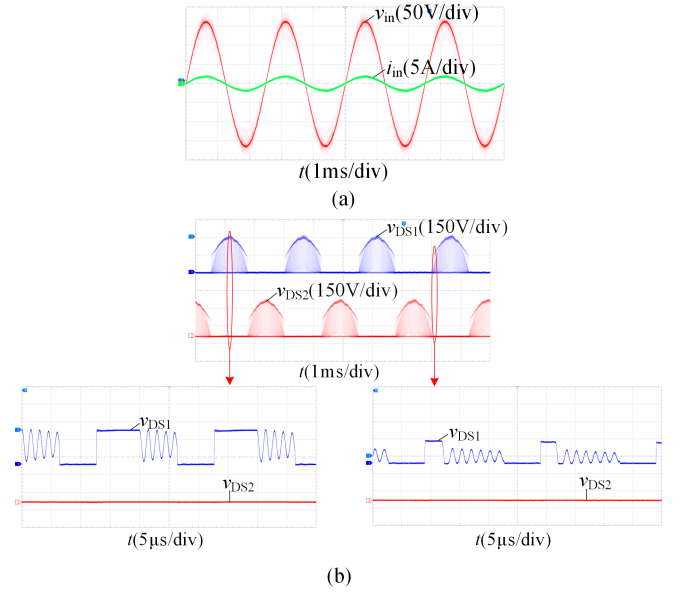 vin(50V/div)
iin(5A/div)
t(1ms/div)
(a)
vDS1(150V/div)
vDS2(150V/div)
t(1ms/div)
vDS1
vDS2
t(5μs/div)
vDS1
vDS2
t(5μs/div)
(b)